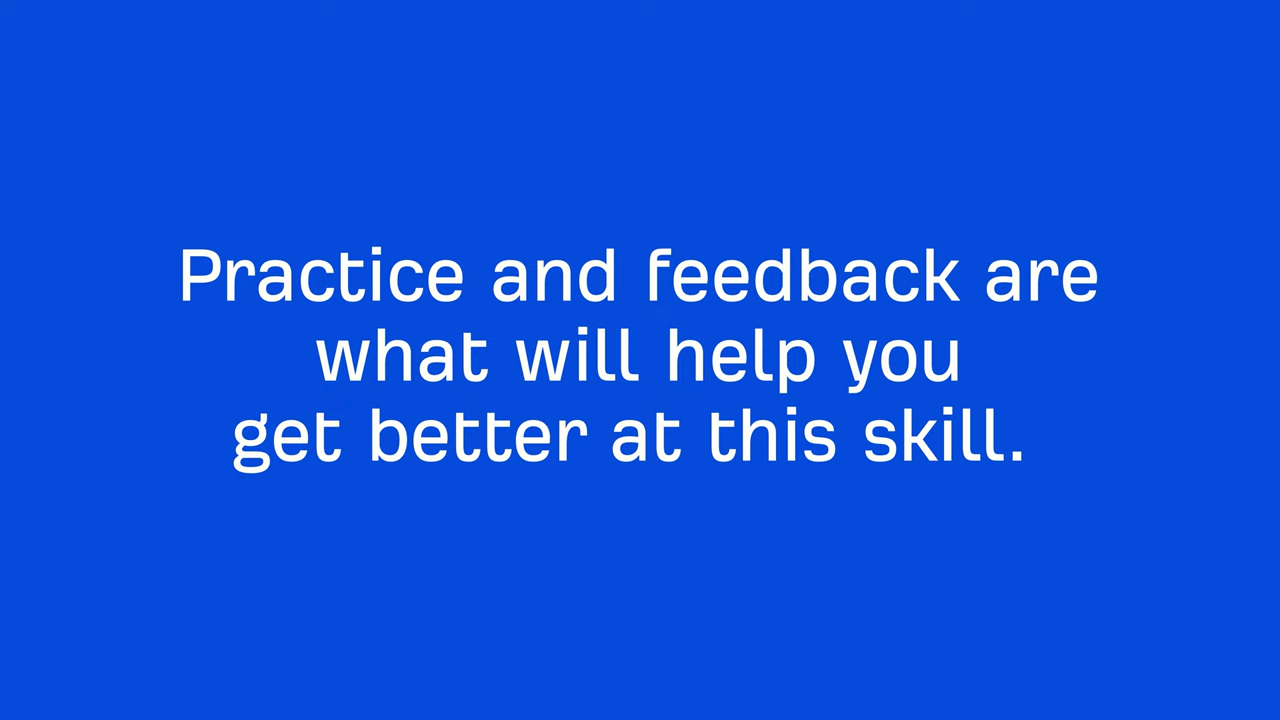 Practice and feedback are
what will help you
get better at this skill.